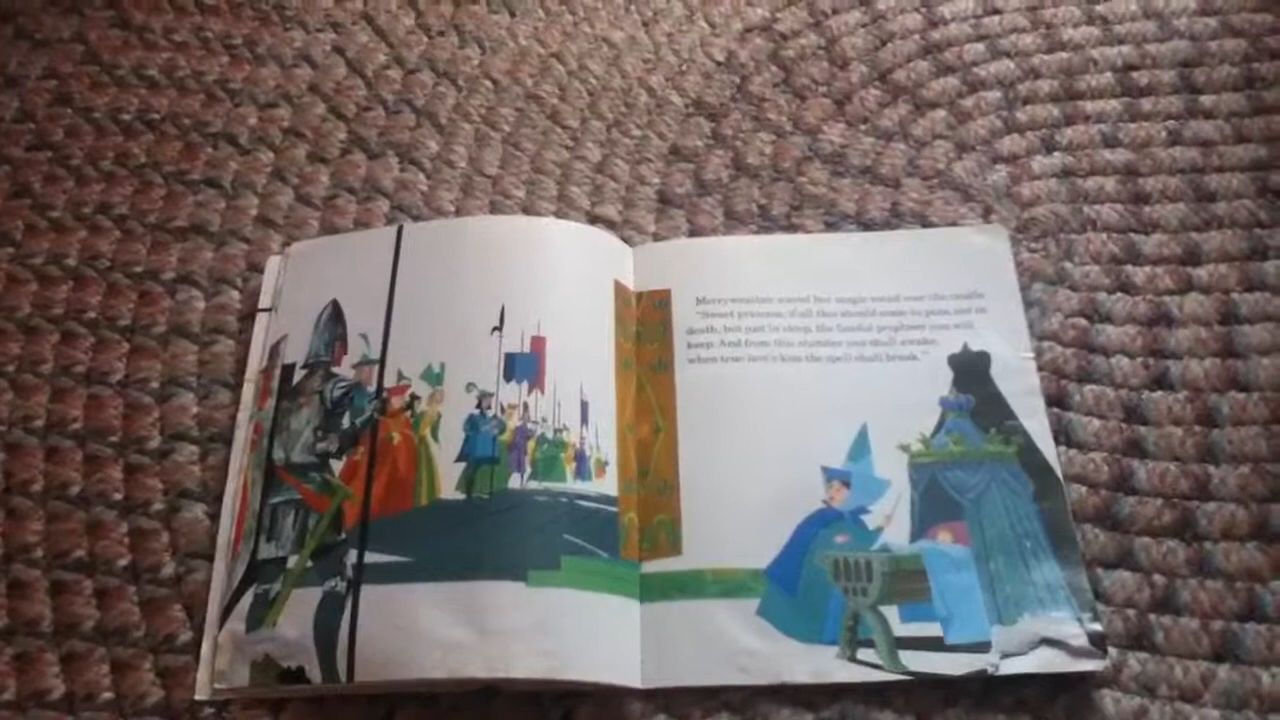 Merryweather waved her magic wand over the cradle.
"Sweet princess, if all this should come to pass, not in
death, but just in sleep, the fateful prophecy you will
keep. And from this slumber you shall awake,
when true love's kiss the spell shall break."